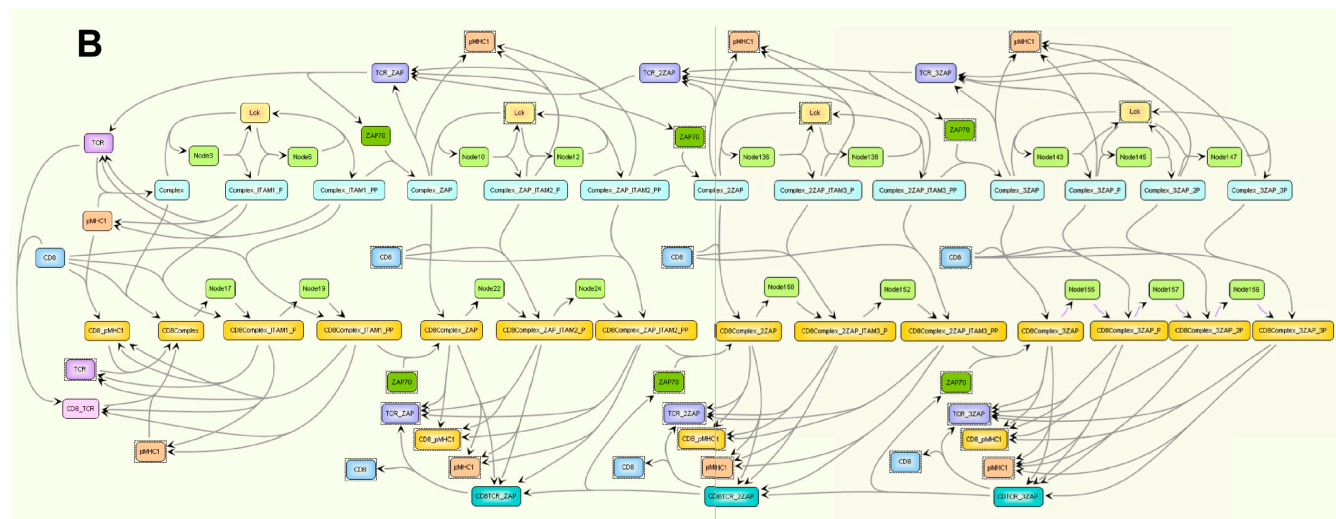 B
pMHC1 pMHC1 pMHC1
TCR_ZAP TCR_2ZAP TCR_3ZAP
Lck Lck Lck Lck
TCR ZAP70 ZAP70 ZAP70
Node3 Node6 Node10 Node12 Node136 Node138 Node143 Node145 Node147
Complex Complex_ITAM1_P Complex_ITAM1_PP Complex_ZAP Complex_ZAP_ITAM2_P Complex_ZAP_ITAM2_PP Complex_2ZAP Complex_2ZAP_ITAM3_P Complex_2ZAP_ITAM3_PP Complex_3ZAP Complex_3ZAP_P Complex_3ZAP_2P Complex_3ZAP_3P
pMHC1
CD8 CD8 CD8 CD8
Node17 Node19 Node22 Node24 Node150 Node152 Node155 Node157 Node159
CD8_pMHC1 CD8Complex CD8Complex_ITAM1_P CD8Complex_ITAM1_PP CD8Complex_ZAP CD8Complex_ZAP_ITAM2_P CD8Complex_ZAP_ITAM2_PP CD8Complex_2ZAP CD8Complex_2ZAP_ITAM3_P CD8Complex_2ZAP_ITAM3_PP CD8Complex_3ZAP CD8Complex_3ZAP_P CD8Complex_3ZAP_2P CD8Complex_3ZAP_3P
TCR ZAP70 ZAP70 ZAP70
CD8_TCR TCR_ZAP TCR_2ZAP TCR_3ZAP
CD8_pMHC1 CD8_pMHC1 CD8_pMHC1
pMHC1
CD8 pMHC1 CD8 pMHC1 CD8 pMHC1
CD8TCR_ZAP CD8TCR_2ZAP CDTCR_3ZAP